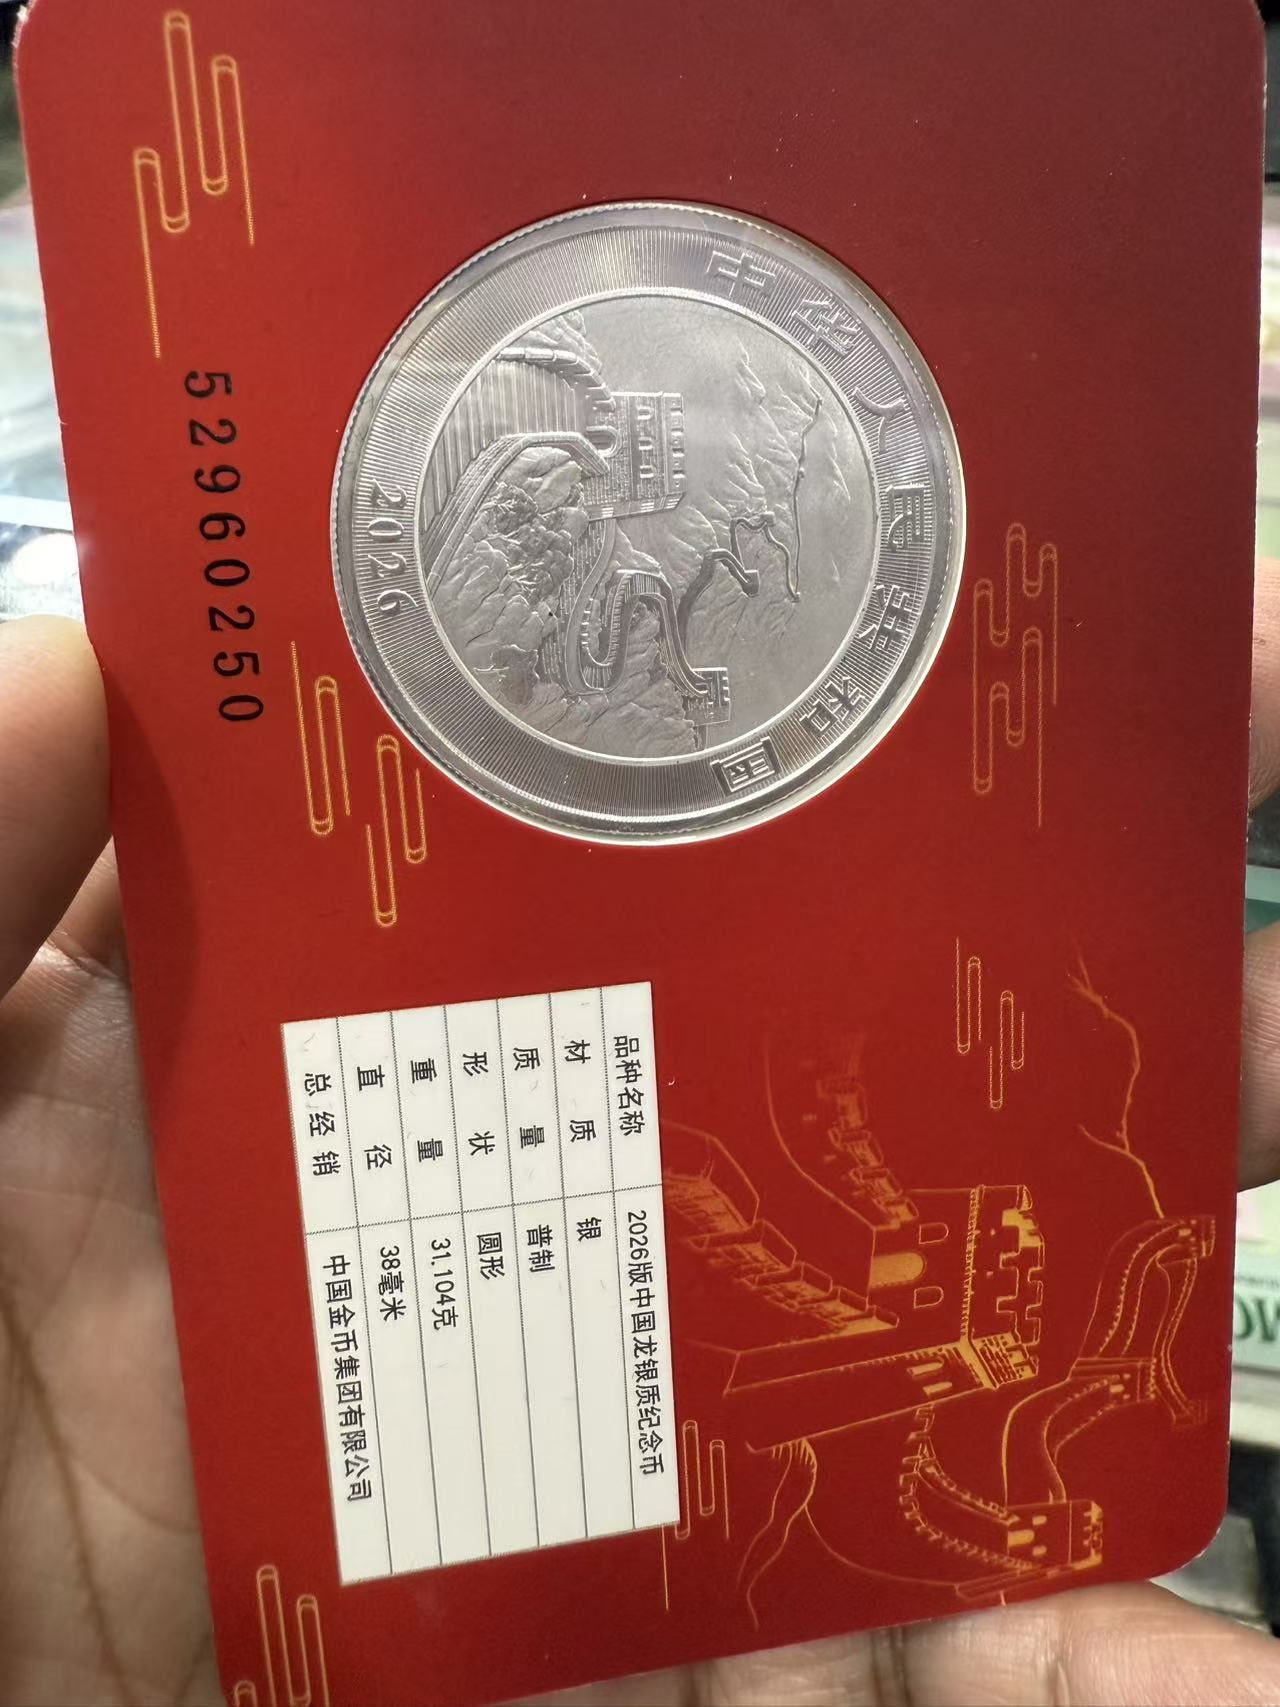 中华人民共和国
2026
529602250
品种名称 2026版中国龙银质纪念币
材质 银
质量 普制
形状 圆形
重量 31.104克
直径 38毫米
总经销 中国金币集团有限公司